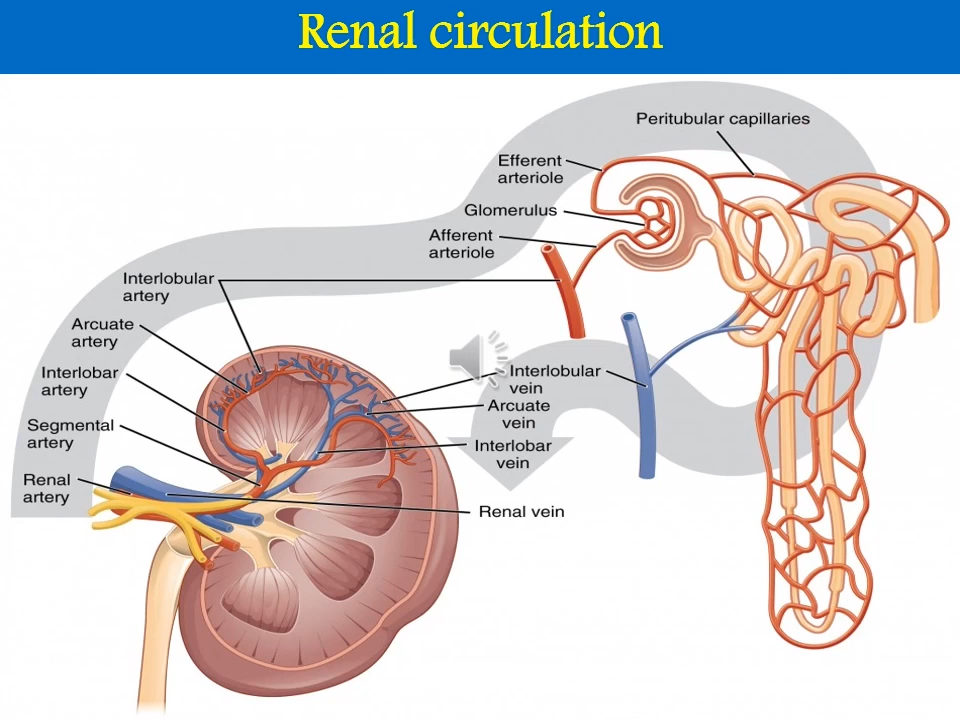 Renal circulation
Peritubular capillaries
Efferent
arteriole
Glomerulus
Afferent
arteriole
Interlobular
artery
Arcuate
artery
Interlobar
artery
Segmental
artery
Renal
artery
Interlobular
vein
Arcuate
vein
Interlobar
vein
Renal vein